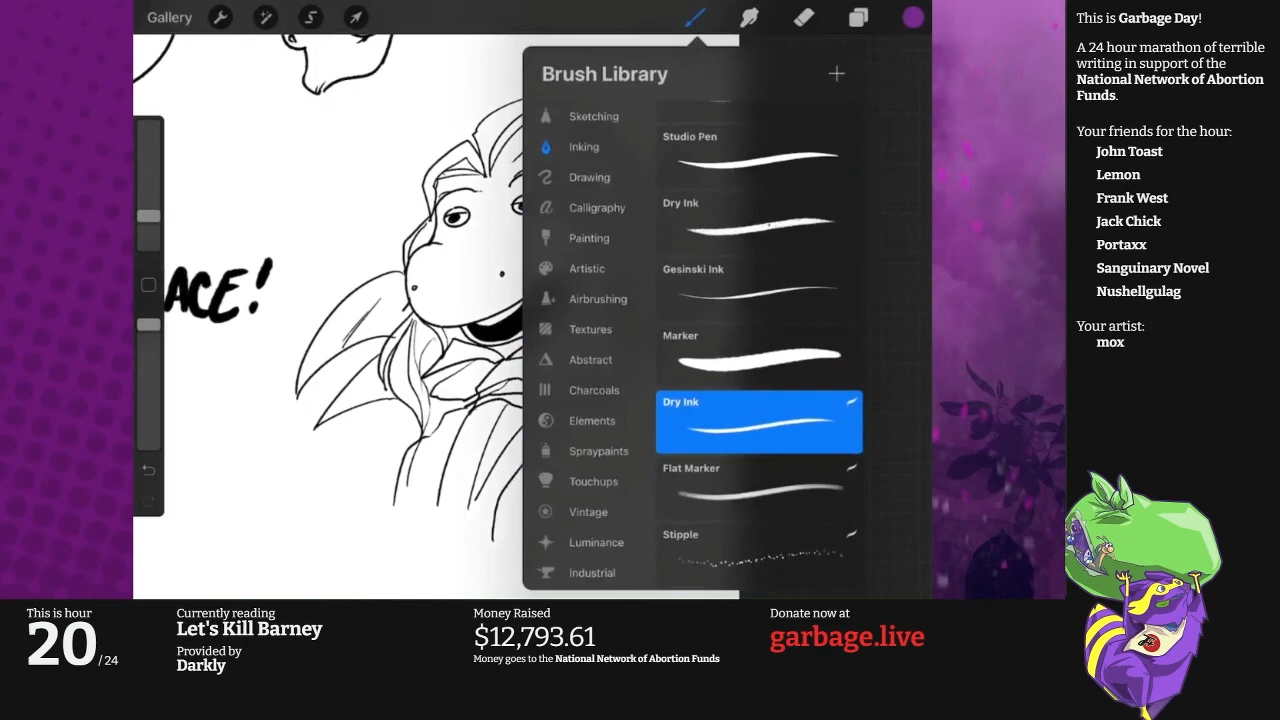 Gallery
Brush Library
Sketching
Inking
Drawing
Calligraphy
Painting
Artistic
Airbrushing
Textures
Abstract
Charcoals
Elements
Spraypaints
Touchups
Vintage
Luminance
Industrial
Studio Pen
Dry Ink
Gesinski Ink
Marker
Dry Ink
Flat Marker
Stipple
ACE!
This is Garbage Day!
A 24 hour marathon of terrible
writing in support of the
National Network of Abortion
Funds.
Your friends for the hour:
John Toast
Lemon
Frank West
Jack Chick
Portaxx
Sanguinary Novel
Nushellgulag
Your artist:
mox
This is hour
20/24
Currently reading
Let's Kill Barney
Provided by
Darkly
Money Raised
$12,793.61
Money goes to the National Network of Abortion Funds
Donate now at
garbage.live